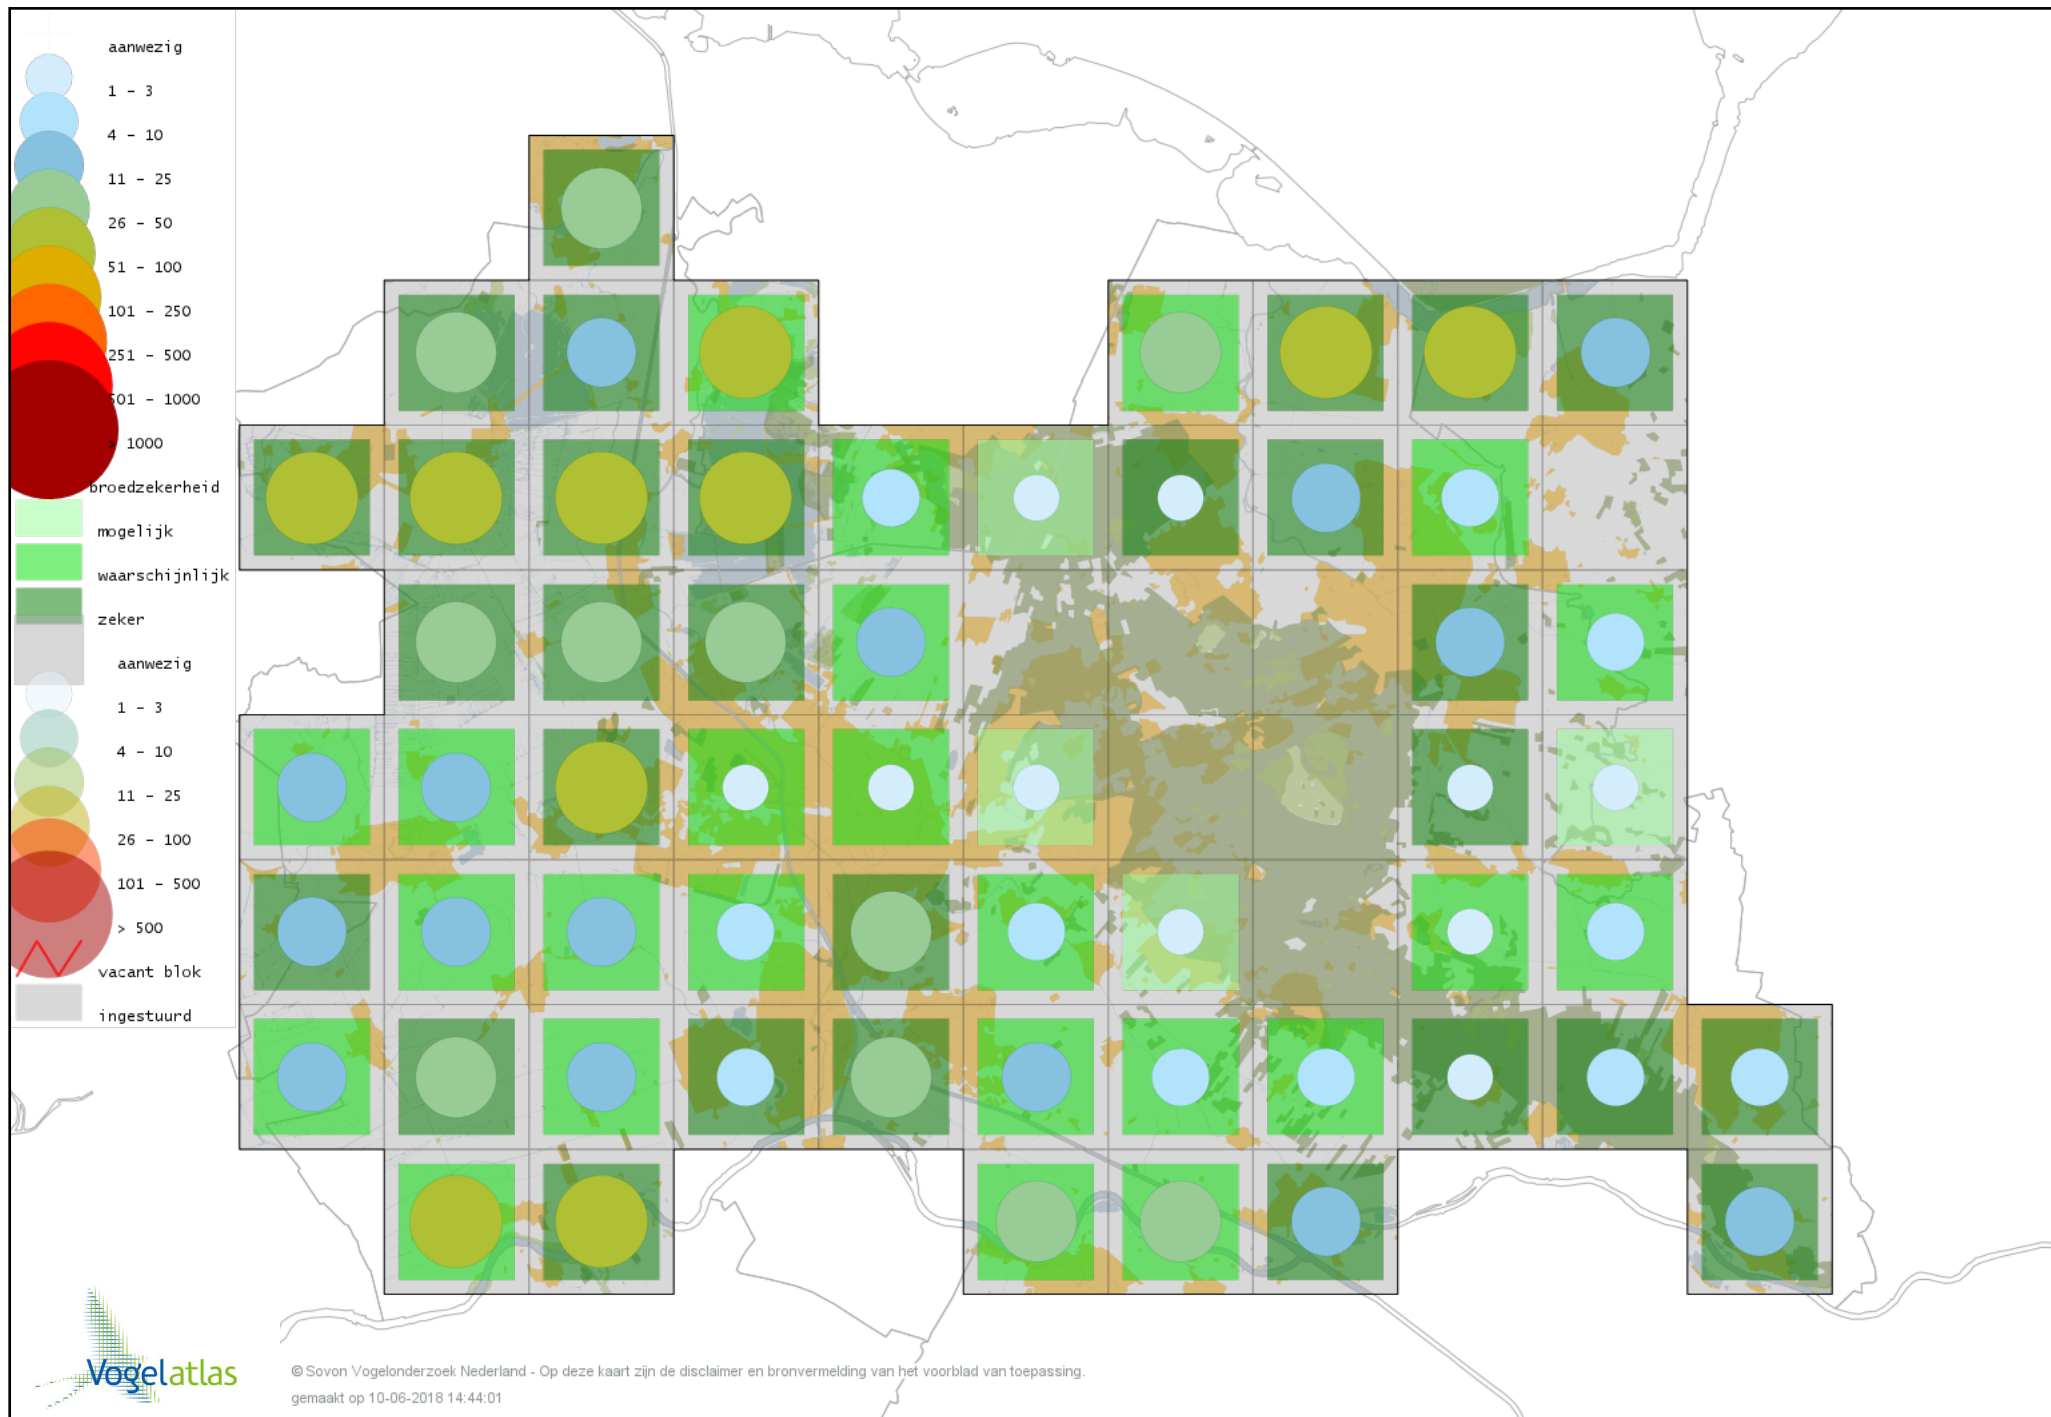 aanwezig
1 - 3
4 - 10
11 - 25
26 - 50
51 - 100
101 - 250
251 - 500
501 - 1000
> 1000
broedzekerheid
mogelijk
waarschijnlijk
zeker
aanwezig
1 - 3
4 - 10
11 - 25
26 - 100
101 - 500
> 500
vacant blok
ingestuurd
Vogelatlas
© Sovon Vogelonderzoek Nederland - Op deze kaart zijn de disclaimer en bronvermelding van het voorblad van toepassing.
gemaakt op 10-06-2018 14:44:01